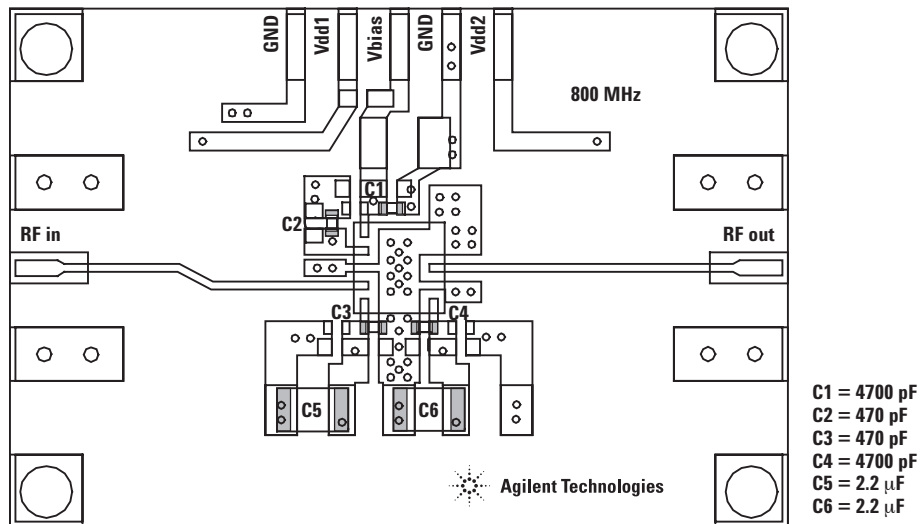 GND
Vdd1
Vbias
GND
Vdd2
800 MHz
C1
C2
RF in
RF out
C3
C4
C5
C6
Agilent Technologies
C1 = 4700 pF
C2 = 470 pF
C3 = 470 pF
C4 = 4700 pF
C5 = 2.2 μF
C6 = 2.2 μF